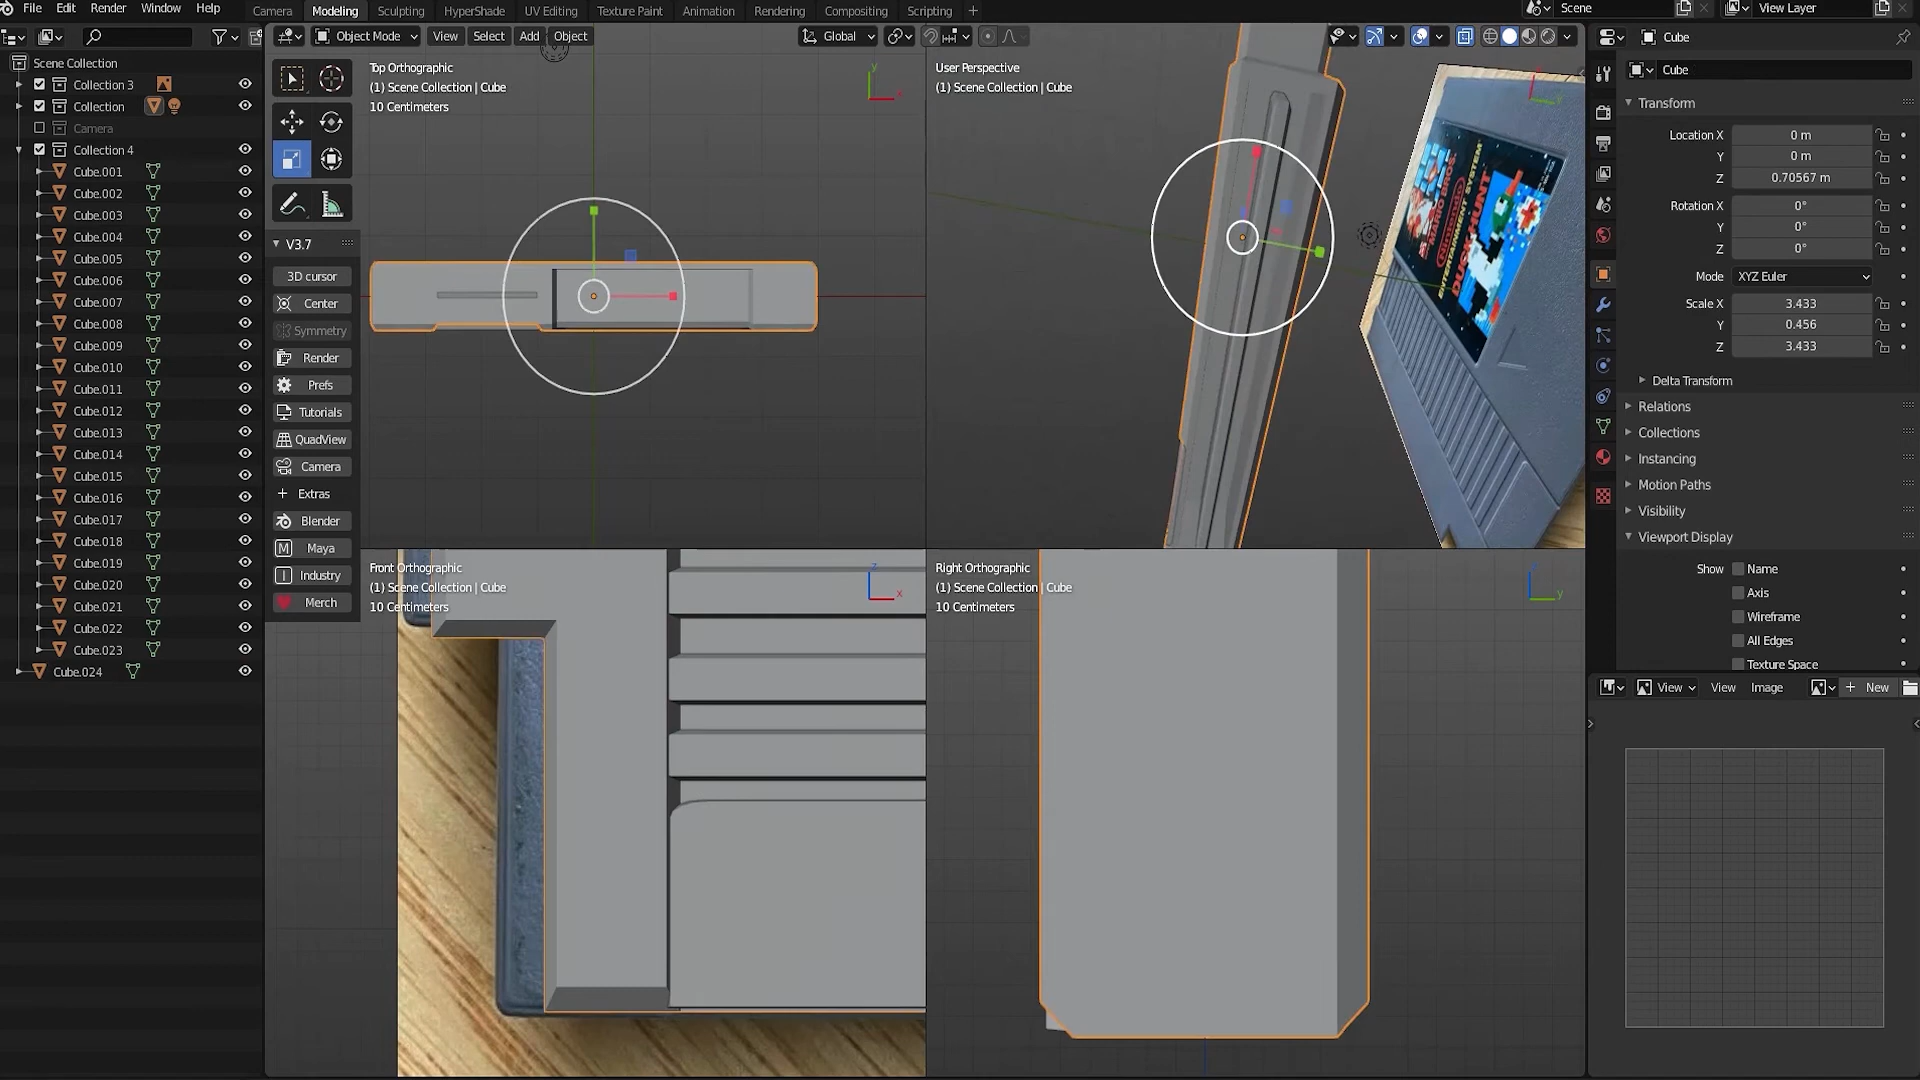 File Edit Render Window Help
Camera Modeling Sculpting HyperShade UV Editing Texture Paint Animation Rendering Compositing Scripting +
Scene
View Layer
Scene Collection
Collection 3
Collection
Camera
Collection 4
Cube.001
Cube.002
Cube.003
Cube.004
Cube.005
Cube.006
Cube.007
Cube.008
Cube.009
Cube.010
Cube.011
Cube.012
Cube.013
Cube.014
Cube.015
Cube.016
Cube.017
Cube.018
Cube.019
Cube.020
Cube.021
Cube.022
Cube.023
Cube.024
Object Mode View Select Add Object
Global
V3.7
3D cursor
Center
Symmetry
Render
Prefs
Tutorials
QuadView
Camera
+ Extras
Blender
M Maya
I Industry
Merch
Top Orthographic
(1) Scene Collection | Cube
10 Centimeters
y
x
User Perspective
(1) Scene Collection | Cube
MARIO BROS.
Nintendo
ENTERTAINMENT SYSTEM
DUCK HUNT
Front Orthographic
(1) Scene Collection | Cube
10 Centimeters
z
x
Right Orthographic
(1) Scene Collection | Cube
10 Centimeters
y
Cube
Cube
Transform
Location X 0 m
Y 0 m
Z 0.70567 m
Rotation X 0°
Y 0°
Z 0°
Mode XYZ Euler
Scale X 3.433
Y 0.456
Z 3.433
Delta Transform
Relations
Collections
Instancing
Motion Paths
Visibility
Viewport Display
Show Name
Axis
Wireframe
All Edges
Texture Space
View View Image + New